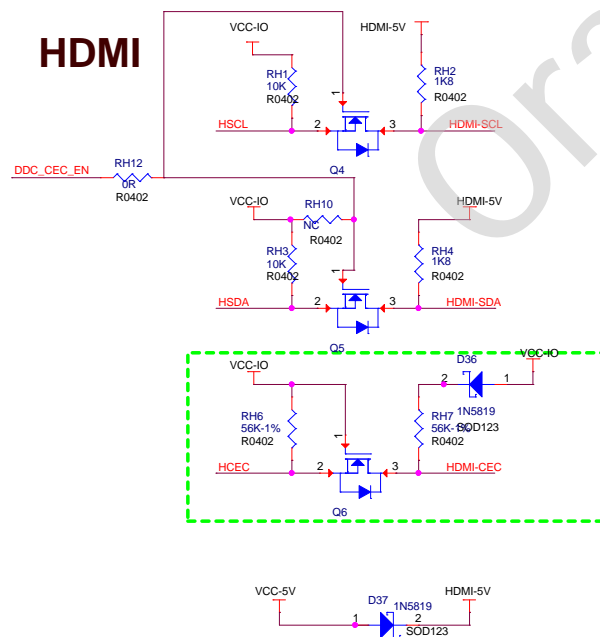 HDMI
VCC-IO
HDMI-5V
RH1
10K
R0402
RH2
1K8
R0402
1
HSCL
2
3
HDMI-SCL
Q4
DDC_CEC_EN
RH12
0R
R0402
VCC-IO
RH10
NC
R0402
HDMI-5V
RH3
10K
R0402
RH4
1K8
R0402
1
HSDA
2
3
HDMI-SDA
Q5
VCC-IO
D36
VCC-IO
2
1
1N5819
SOD123
RH6
56K-1%
R0402
RH7
56K-1%
R0402
1
HCEC
2
3
HDMI-CEC
Q6
VCC-5V
D37
1N5819
HDMI-5V
1
2
SOD123